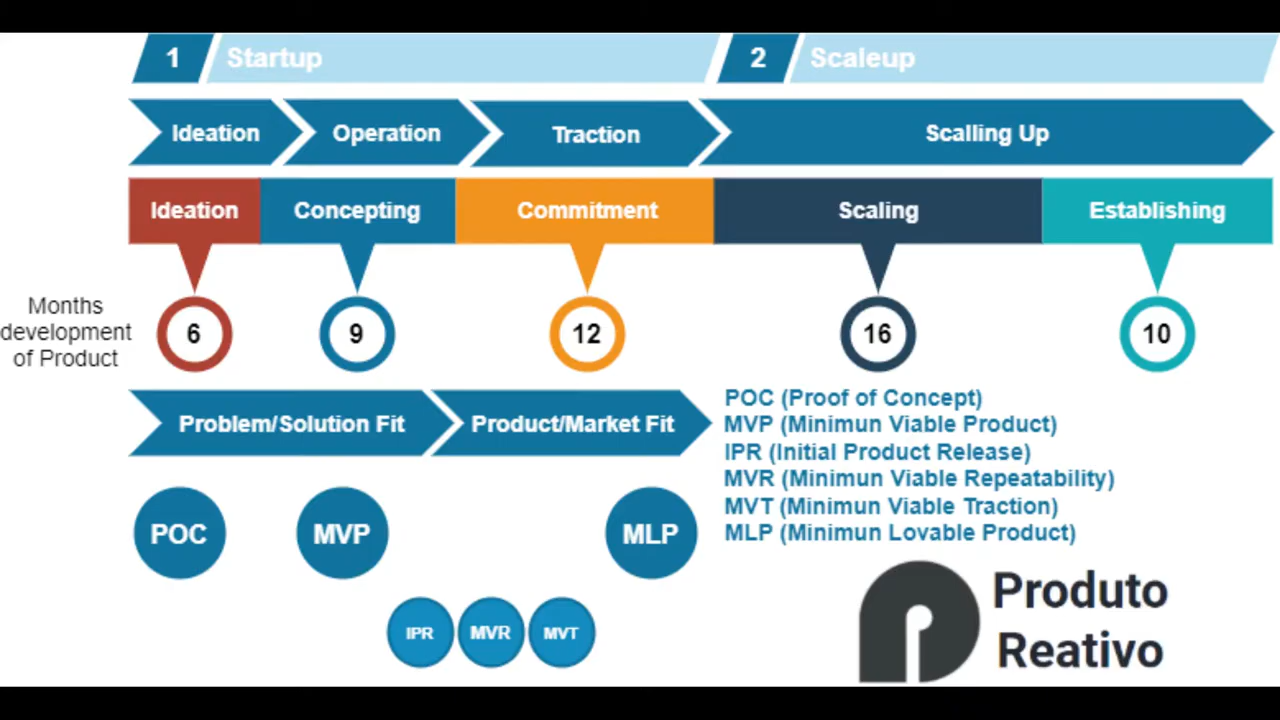 1 Startup 2 Scaleup
Ideation Operation Traction Scalling Up
Ideation Concepting Commitment Scaling Establishing
Months
development
of Product
6 9 12 16 10
Problem/Solution Fit Product/Market Fit
POC (Proof of Concept)
MVP (Minimun Viable Product)
IPR (Initial Product Release)
MVR (Minimun Viable Repeatability)
MVT (Minimun Viable Traction)
MLP (Minimun Lovable Product)
POC MVP MLP
IPR MVR MVT
Produto
Reativo